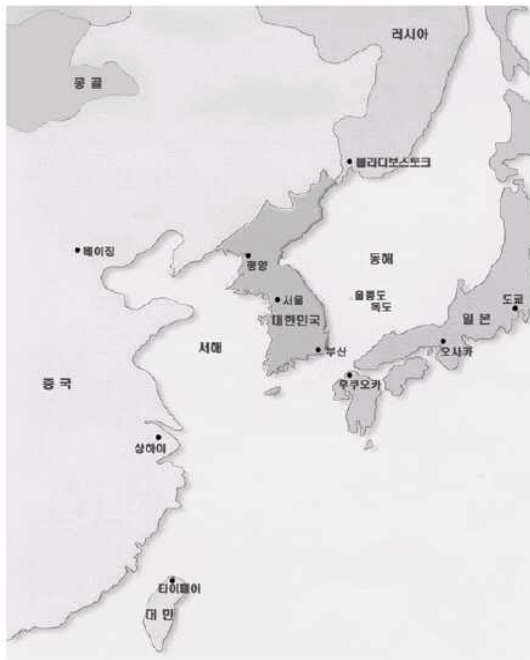 러시아
몽골
블라디보스토크
베이징
평양
동해
서울
울릉도
독도
도쿄
대한민국
일본
서해
부산
오사카
후쿠오카
중국
상하이
타이페이
대만